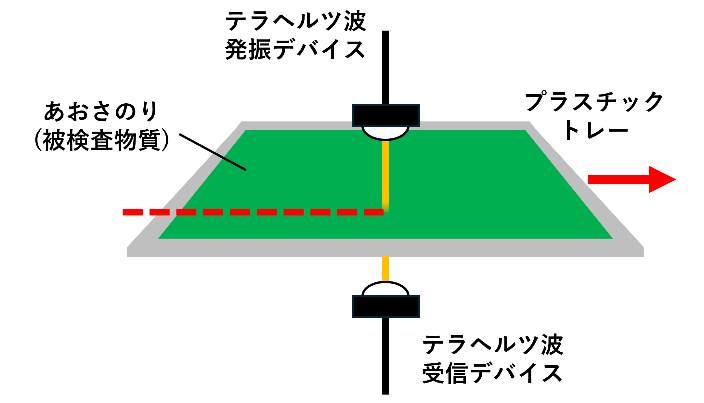 テラヘルツ波
発振デバイス
あおさのり
(被検査物質)
プラスチック
トレー
テラヘルツ波
受信デバイス